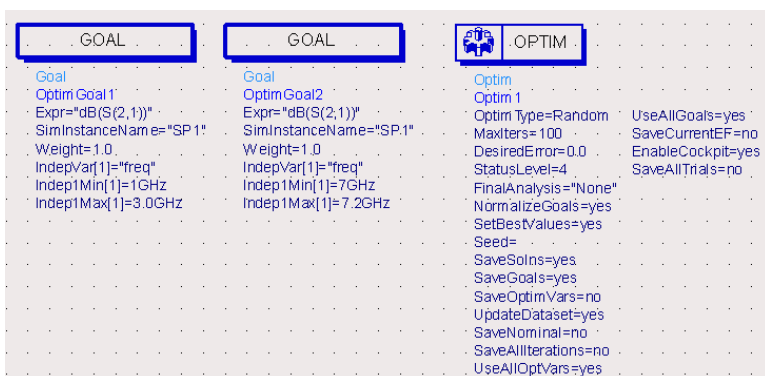 GOAL
Goal
OptimGoal1
Expr="dB(S(2,1))"
SimInstanceName="SP1"
Weight=1.0
IndepVar[1]="freq"
Indep1Min[1]=1GHz
Indep1Max[1]=3.0GHz
GOAL
Goal
OptimGoal2
Expr="dB(S(2,1))"
SimInstanceName="SP1"
Weight=1.0
IndepVar[1]="freq"
Indep1Min[1]=7GHz
Indep1Max[1]=7.2GHz
OPTIM
Optim
Optim1
OptimType=Random
MaxIters=100
DesiredError=0.0
StatusLevel=4
FinalAnalysis="None"
NormalizeGoals=yes
SetBestValues=yes
Seed=
SaveSolns=yes
SaveGoals=yes
SaveOptimVars=no
UpdateDataset=yes
SaveNominal=no
SaveAllIterations=no
UseAllOptVars=yes
UseAllGoals=yes
SaveCurrentEF=no
EnableCockpit=yes
SaveAllTrials=no